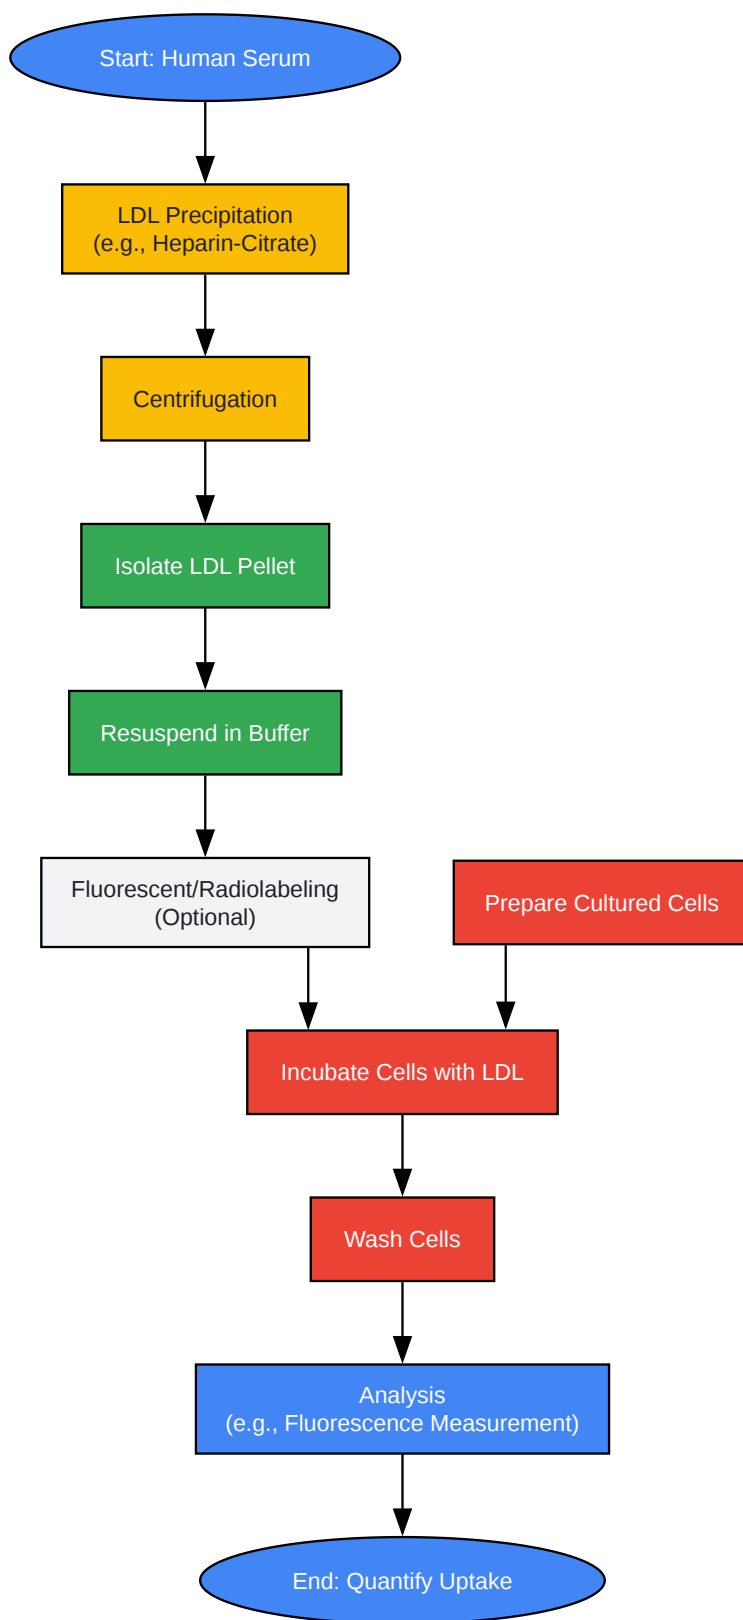 Start: Human Serum
LDL Precipitation
(e.g., Heparin-Citrate)
Centrifugation
Isolate LDL Pellet
Resuspend in Buffer
Fluorescent/Radiolabeling
(Optional)
Prepare Cultured Cells
Incubate Cells with LDL
Wash Cells
Analysis
(e.g., Fluorescence Measurement)
End: Quantify Uptake